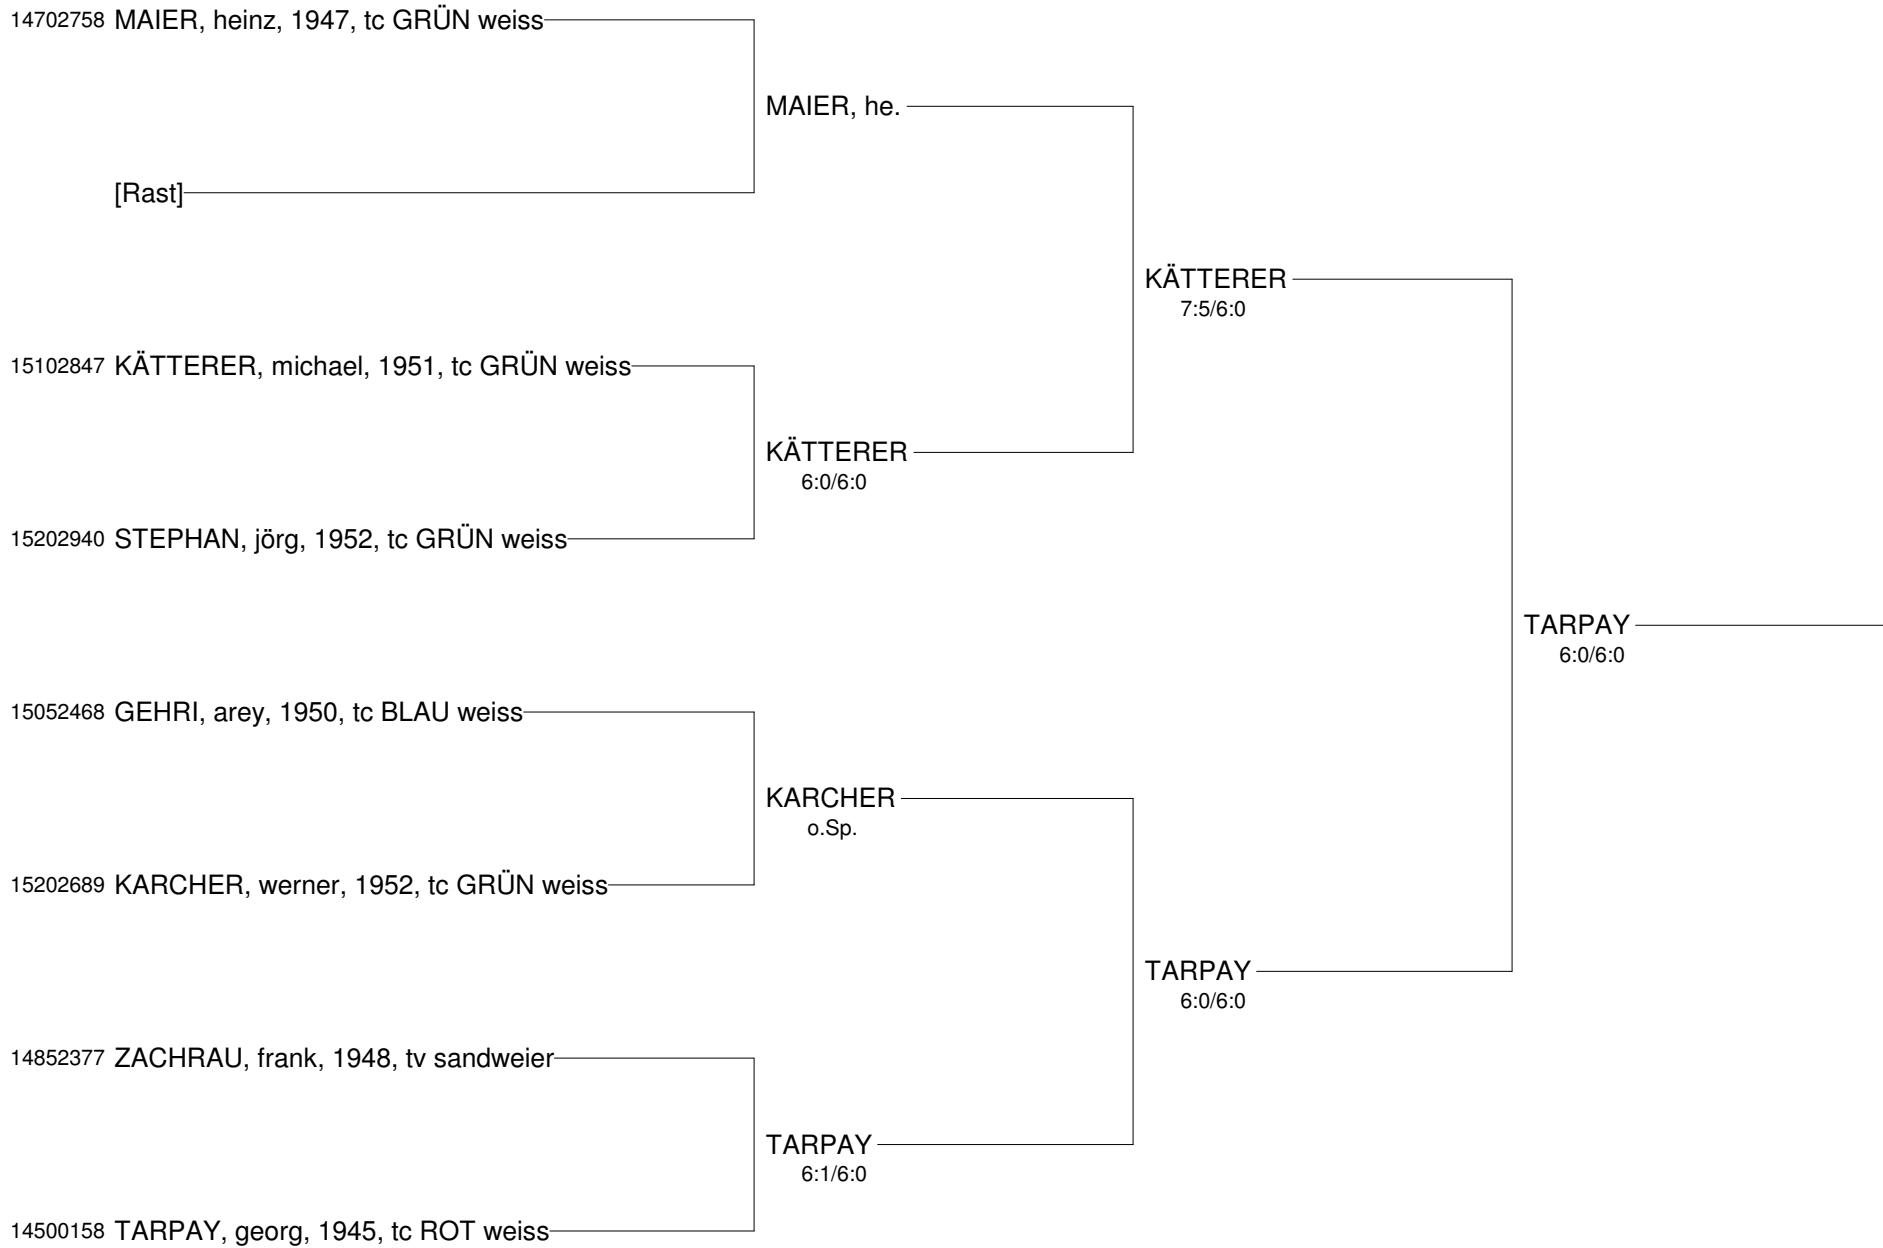 14702758 MAIER, heinz, 1947, tc GRÜN weiss
MAIER, he.
[Rast]
KÄTTERER
7:5/6:0
15102847 KÄTTERER, michael, 1951, tc GRÜN weiss
KÄTTERER
6:0/6:0
15202940 STEPHAN, jörg, 1952, tc GRÜN weiss
TARPAY
6:0/6:0
15052468 GEHRI, arey, 1950, tc BLAU weiss
KARCHER
o.Sp.
15202689 KARCHER, werner, 1952, tc GRÜN weiss
TARPAY
6:0/6:0
14852377 ZACHRAU, frank, 1948, tv sandweier
TARPAY
6:1/6:0
14500158 TARPAY, georg, 1945, tc ROT weiss